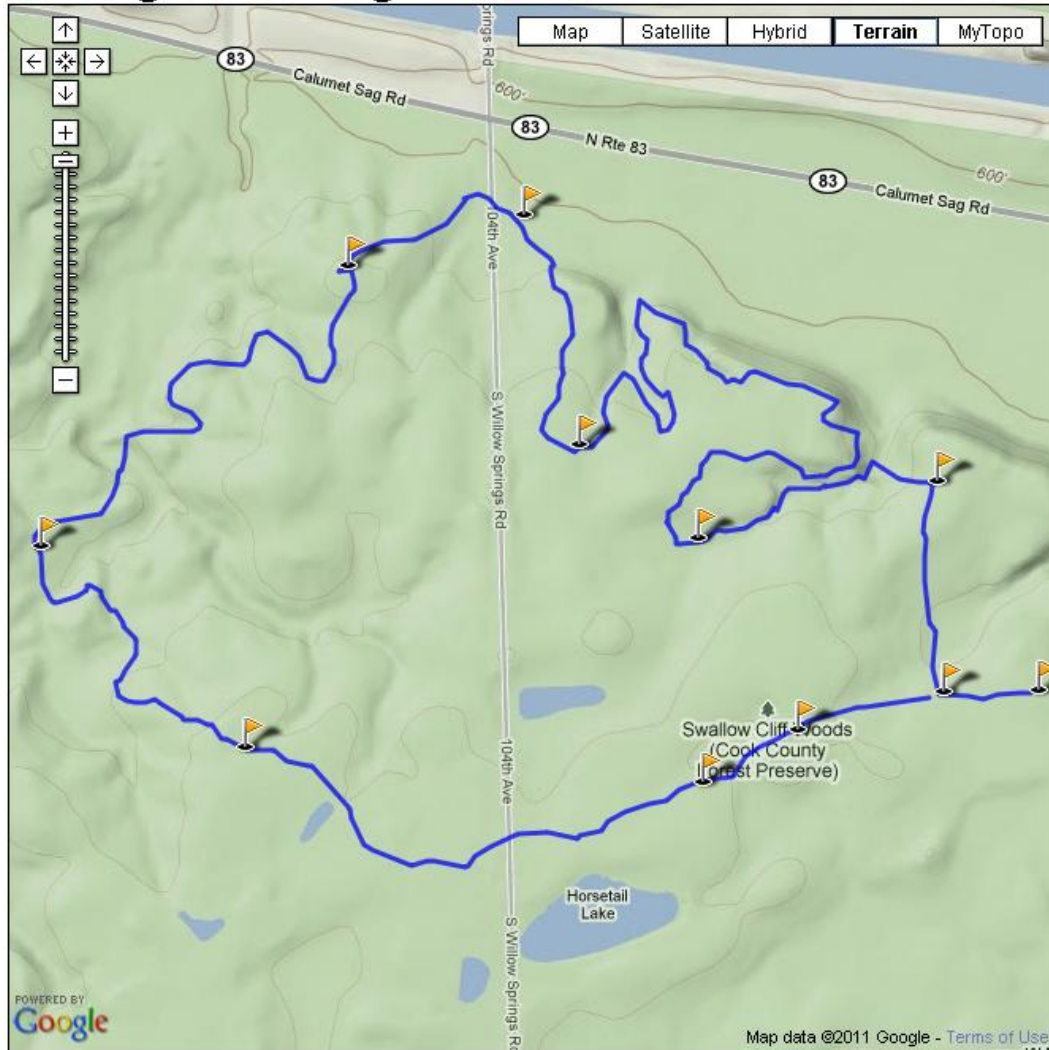 prings Rd
Map
Satellite
Hybrid
Terrain
MyTopo
83
Calumet Sag Rd
600'
83
N Rte 83
83
600'
Calumet Sag Rd
104th Ave
S Willow Springs Rd
Swallow Cliff Woods
(Cook County
Forest Preserve)
104th Ave
Horsetail
Lake
S Willow Springs Rd
POWERED BY
Google
Map data ©2011 Google - Terms of Use